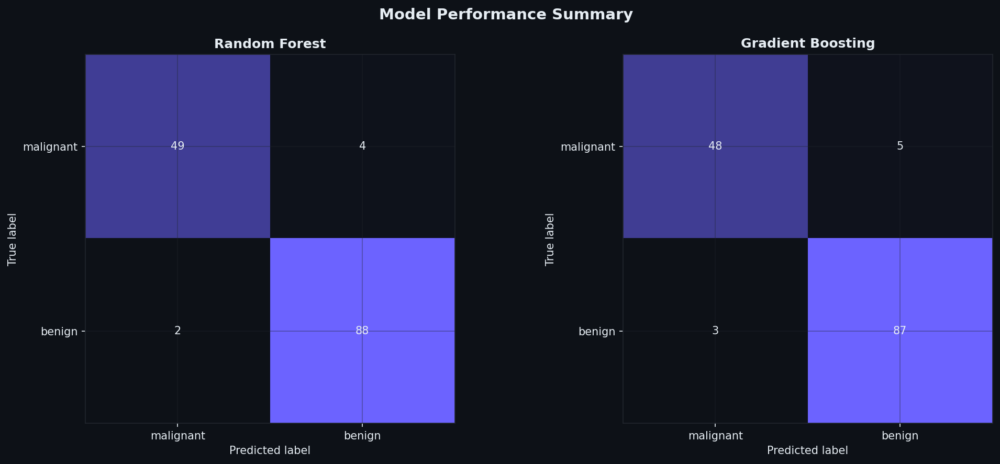 Model Performance Summary
Random Forest
malignant
49
4
True label
benign
2
88
malignant
benign
Predicted label
Gradient Boosting
malignant
48
5
True label
benign
3
87
malignant
benign
Predicted label